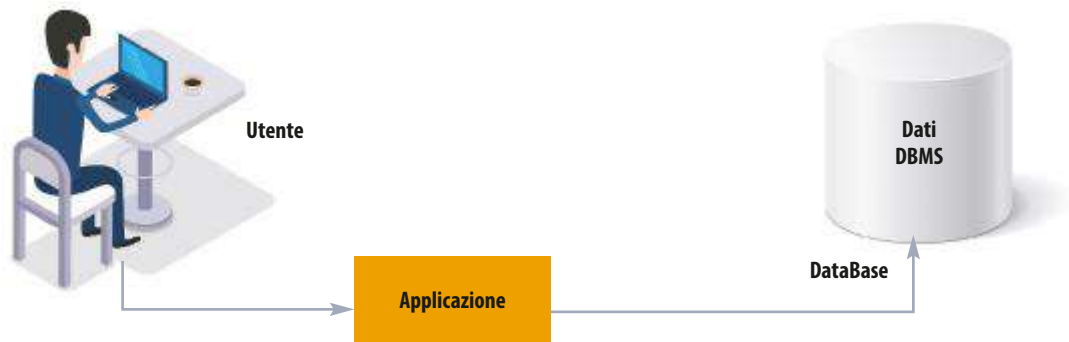 Utente
Dati
DBMS
DataBase
Applicazione